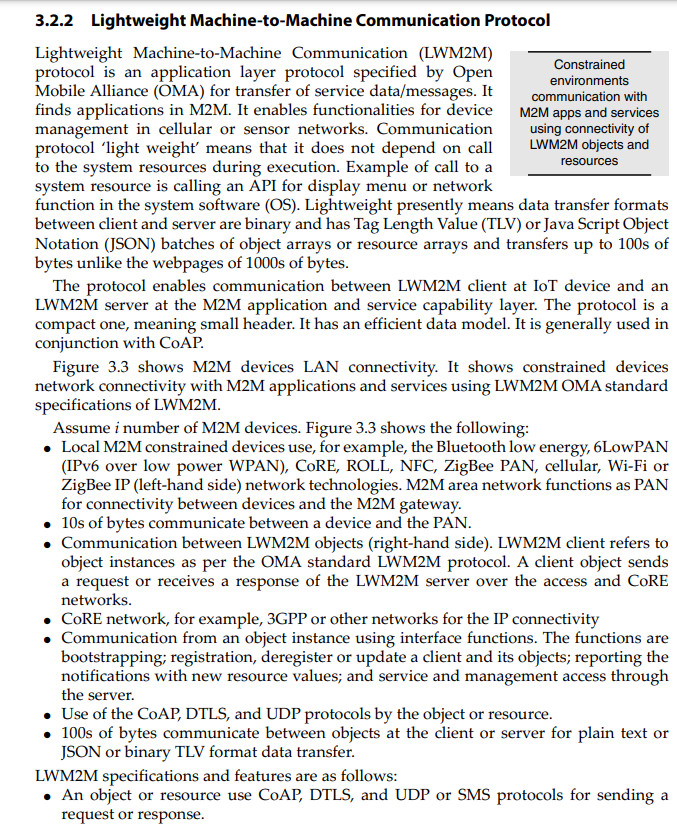 3.2.2 Lightweight Machine-to-Machine Communication Protocol
Lightweight Machine-to-Machine Communication (LWM2M)
protocol is an application layer protocol specified by Open
Mobile Alliance (OMA) for transfer of service data/messages. It
finds applications in M2M. It enables functionalities for device
management in cellular or sensor networks. Communication
protocol ‘light weight’ means that it does not depend on call
to the system resources during execution. Example of call to a
system resource is calling an API for display menu or network
Constrained
environments
communication with
M2M apps and services
using connectivity of
LWM2M objects and
resources
function in the system software (OS). Lightweight presently means data transfer formats
between client and server are binary and has Tag Length Value (TLV) or Java Script Object
Notation (JSON) batches of object arrays or resource arrays and transfers up to 100s of
bytes unlike the webpages of 1000s of bytes.
The protocol enables communication between LWM2M client at IoT device and an
LWM2M server at the M2M application and service capability layer. The protocol is a
compact one, meaning small header. It has an efficient data model. It is generally used in
conjunction with CoAP.
Figure 3.3 shows M2M devices LAN connectivity. It shows constrained devices
network connectivity with M2M applications and services using LWM2M OMA standard
specifications of LWM2M.
Assume i number of M2M devices. Figure 3.3 shows the following:
• Local M2M constrained devices use, for example, the Bluetooth low energy, 6LowPAN
(IPv6 over low power WPAN), CoRE, ROLL, NFC, ZigBee PAN, cellular, Wi-Fi or
ZigBee IP (left-hand side) network technologies. M2M area network functions as PAN
for connectivity between devices and the M2M gateway.
• 10s of bytes communicate between a device and the PAN.
• Communication between LWM2M objects (right-hand side). LWM2M client refers to
object instances as per the OMA standard LWM2M protocol. A client object sends
a request or receives a response of the LWM2M server over the access and CoRE
networks.
• CoRE network, for example, 3GPP or other networks for the IP connectivity
• Communication from an object instance using interface functions. The functions are
bootstrapping; registration, deregister or update a client and its objects; reporting the
notifications with new resource values; and service and management access through
the server.
• Use of the CoAP, DTLS, and UDP protocols by the object or resource.
• 100s of bytes communicate between objects at the client or server for plain text or
JSON or binary TLV format data transfer.
LWM2M specifications and features are as follows:
• An object or resource use CoAP, DTLS, and UDP or SMS protocols for sending a
request or response.